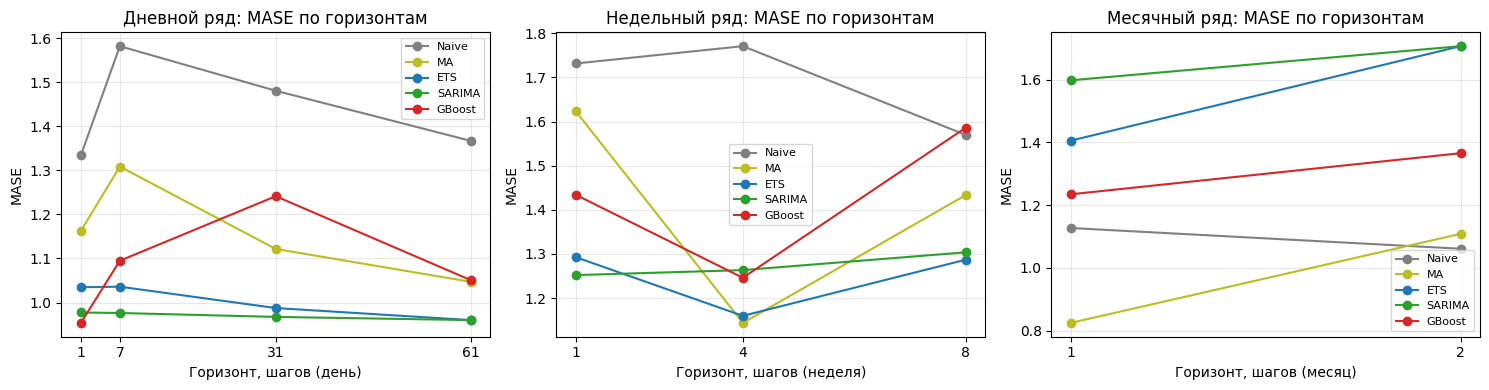 Дневной ряд: MASE по горизонтам
MASE
1.6
1.5
1.4
1.3
1.2
1.1
1.0
Naive
MA
ETS
SARIMA
GBoost
1 7 31 61
Горизонт, шагов (день)
Недельный ряд: MASE по горизонтам
MASE
1.8
1.7
1.6
1.5
1.4
1.3
1.2
Naive
MA
ETS
SARIMA
GBoost
1 4 8
Горизонт, шагов (неделя)
Месячный ряд: MASE по горизонтам
MASE
1.6
1.4
1.2
1.0
0.8
Naive
MA
ETS
SARIMA
GBoost
1 2
Горизонт, шагов (месяц)